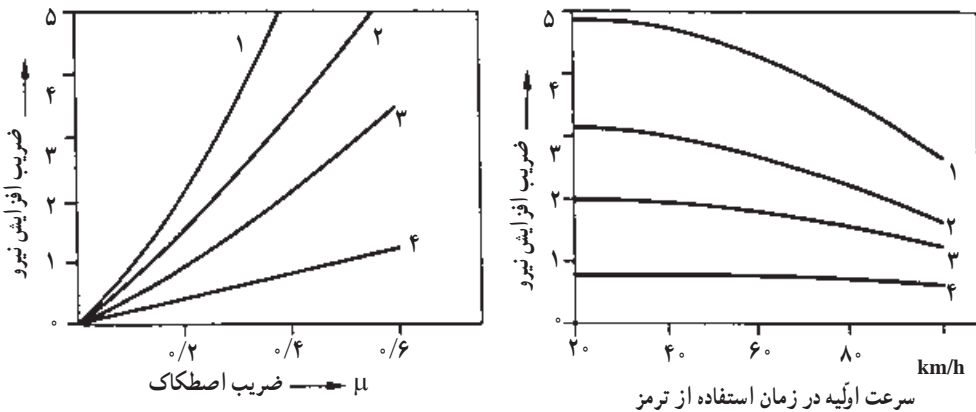 ۵
۴
۳
۲
۱
۰
ضریب افزایش نیرو
۱
۲
۳
۴
۰/۲ ۰/۴ ۰/۶
ضریب اصطکاک μ
۵
۴
۳
۲
۱
۰
ضریب افزایش نیرو
۱
۲
۳
۴
۲۰ ۴۰ ۶۰ ۸۰
km/h
سرعت اوّلیه در زمان استفاده از ترمز